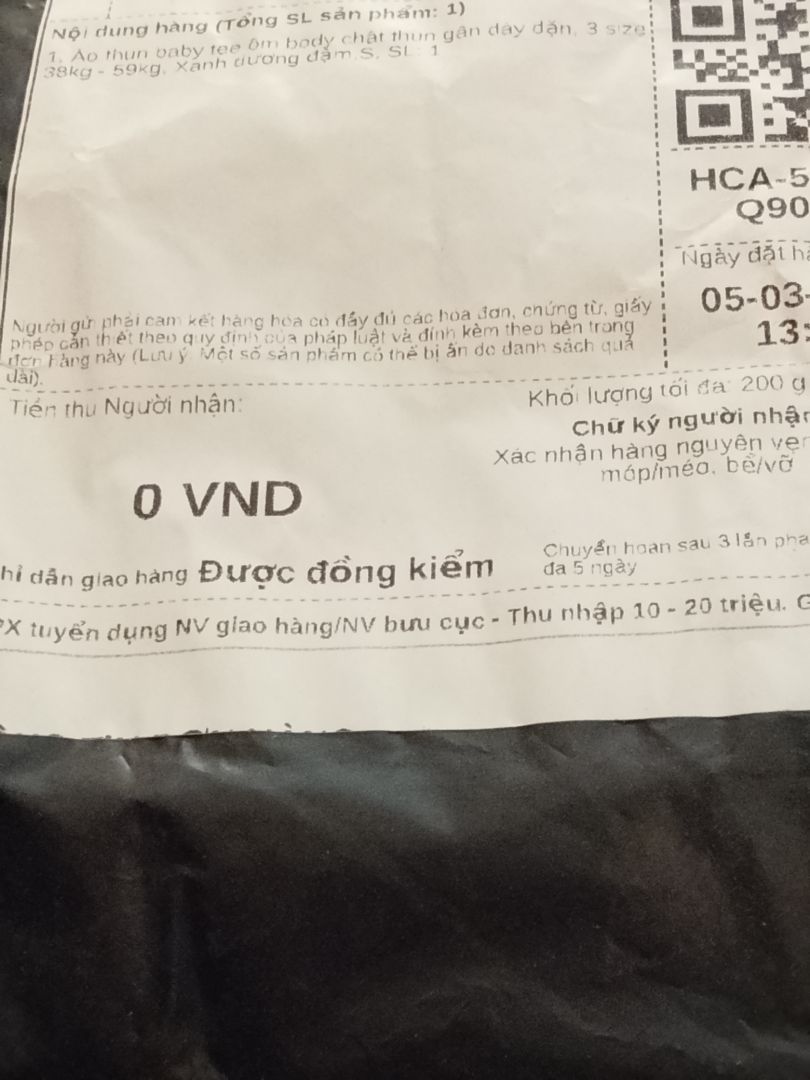 Nội dung hàng (Tổng SL sản phẩm: 1)
1. Áo thun baby tee ôm body chất thun gân dày dặn, 3 size
38kg - 59kg, Xanh dương đậm,S, SL: 1
HCA-5
Q90
Ngày đặt h
05-03-
13:
Người gửi phải cam kết hàng hóa có đầy đủ các hóa đơn, chứng từ, giấy
phép cần thiết theo quy định của pháp luật và đính kèm theo bên trong
đơn hàng này (Lưu ý: Một số sản phẩm có thể bị ẩn do danh sách quá
dài).
Tiền thu Người nhận:
0 VND
Khối lượng tối đa: 200 g
Chữ ký người nhận
Xác nhận hàng nguyên vẹn
móp/méo, bể/vỡ
hỉ dẫn giao hàng Được đồng kiểm
Chuyển hoàn sau 3 lần phá
đa 5 ngày
PX tuyển dụng NV giao hàng/NV bưu cục - Thu nhập 10 - 20 triệu. G